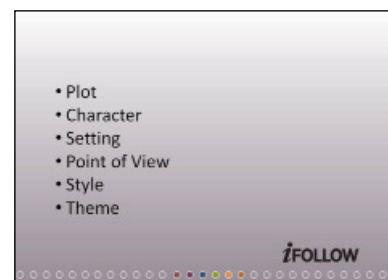 • Plot
• Character
• Setting
• Point of View
• Style
• Theme
iFOLLOW